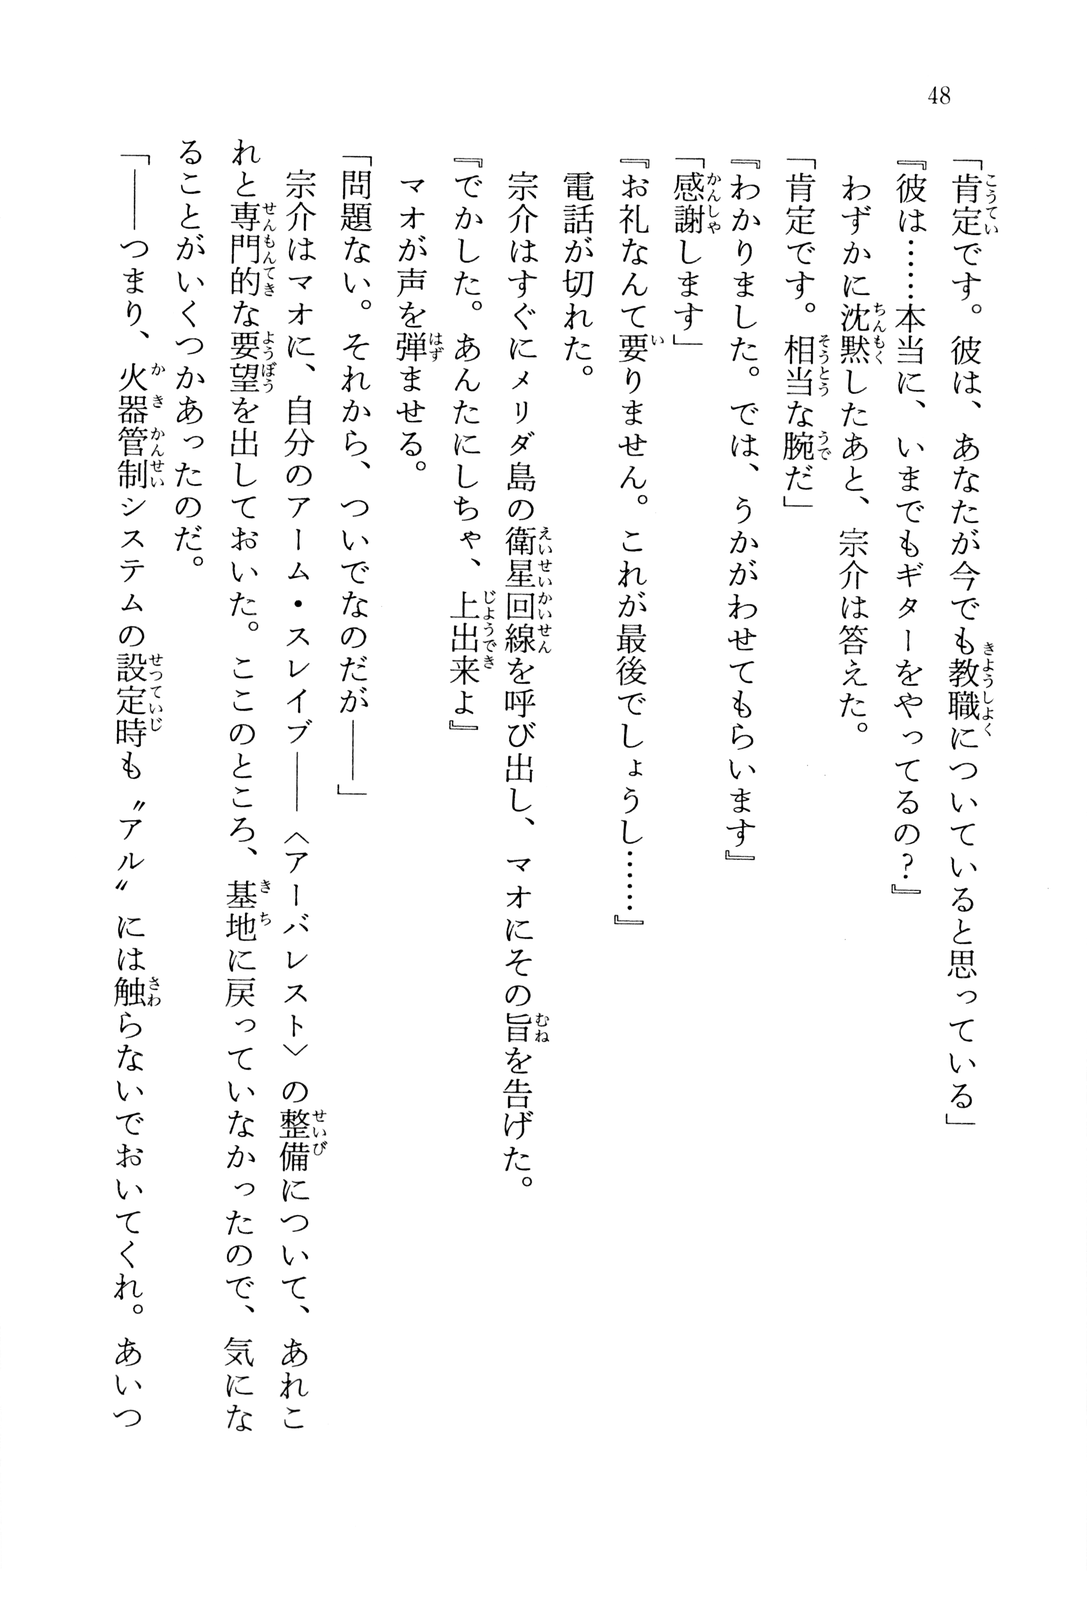 48
「肯定です。彼は、あなたが今でも教職についていると思っている」
『彼は……本当に、いまでもギターをやってるの？』
わずかに沈黙したあと、宗介は答えた。
「肯定です。相当な腕だ」
『わかりました。では、うかがわせてもらいます』
「感謝します」
『お礼なんて要りません。これが最後でしょうし……』
電話が切れた。
宗介はすぐにメリダ島の衛星回線を呼び出し、マオにその旨を告げた。
『でかした。あんたにしちゃ、上出来よ』
マオが声を弾ませる。
「問題ない。それから、ついでなのだが――」
宗介はマオに、自分のアーム・スレイブ――〈アーバレスト〉の整備について、あれこ
れと専門的な要望を出しておいた。ここのところ、基地に戻っていなかったので、気にな
ることがいくつかあったのだ。
「――つまり、火器管制システムの設定時も〝アル〟には触らないでおいてくれ。あいつ